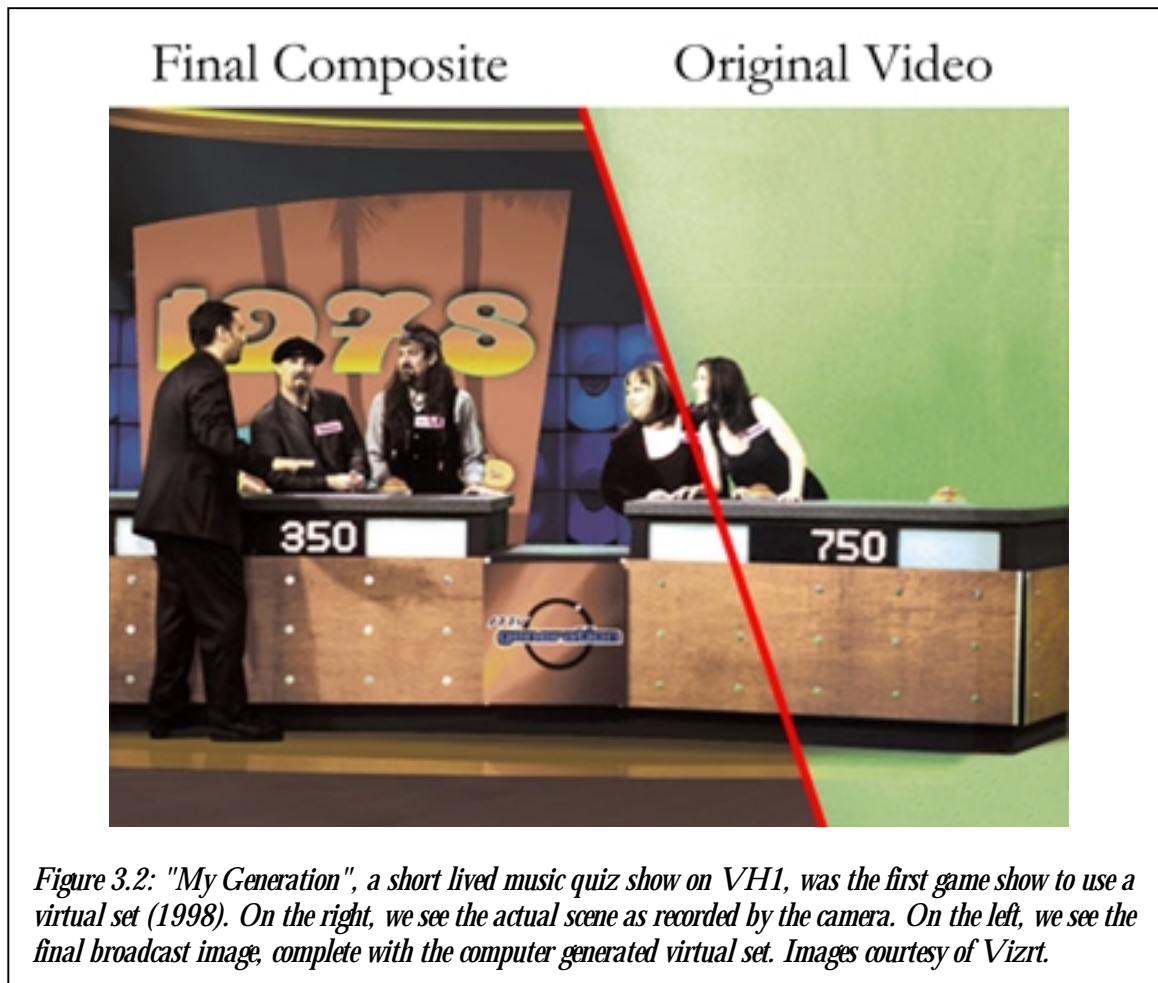 Final Composite Original Video
350
750
my
generation
Figure 3.2: "My Generation", a short lived music quiz show on VH1, was the first game show to use a
virtual set (1998). On the right, we see the actual scene as recorded by the camera. On the left, we see the
final broadcast image, complete with the computer generated virtual set. Images courtesy of Vizrt.